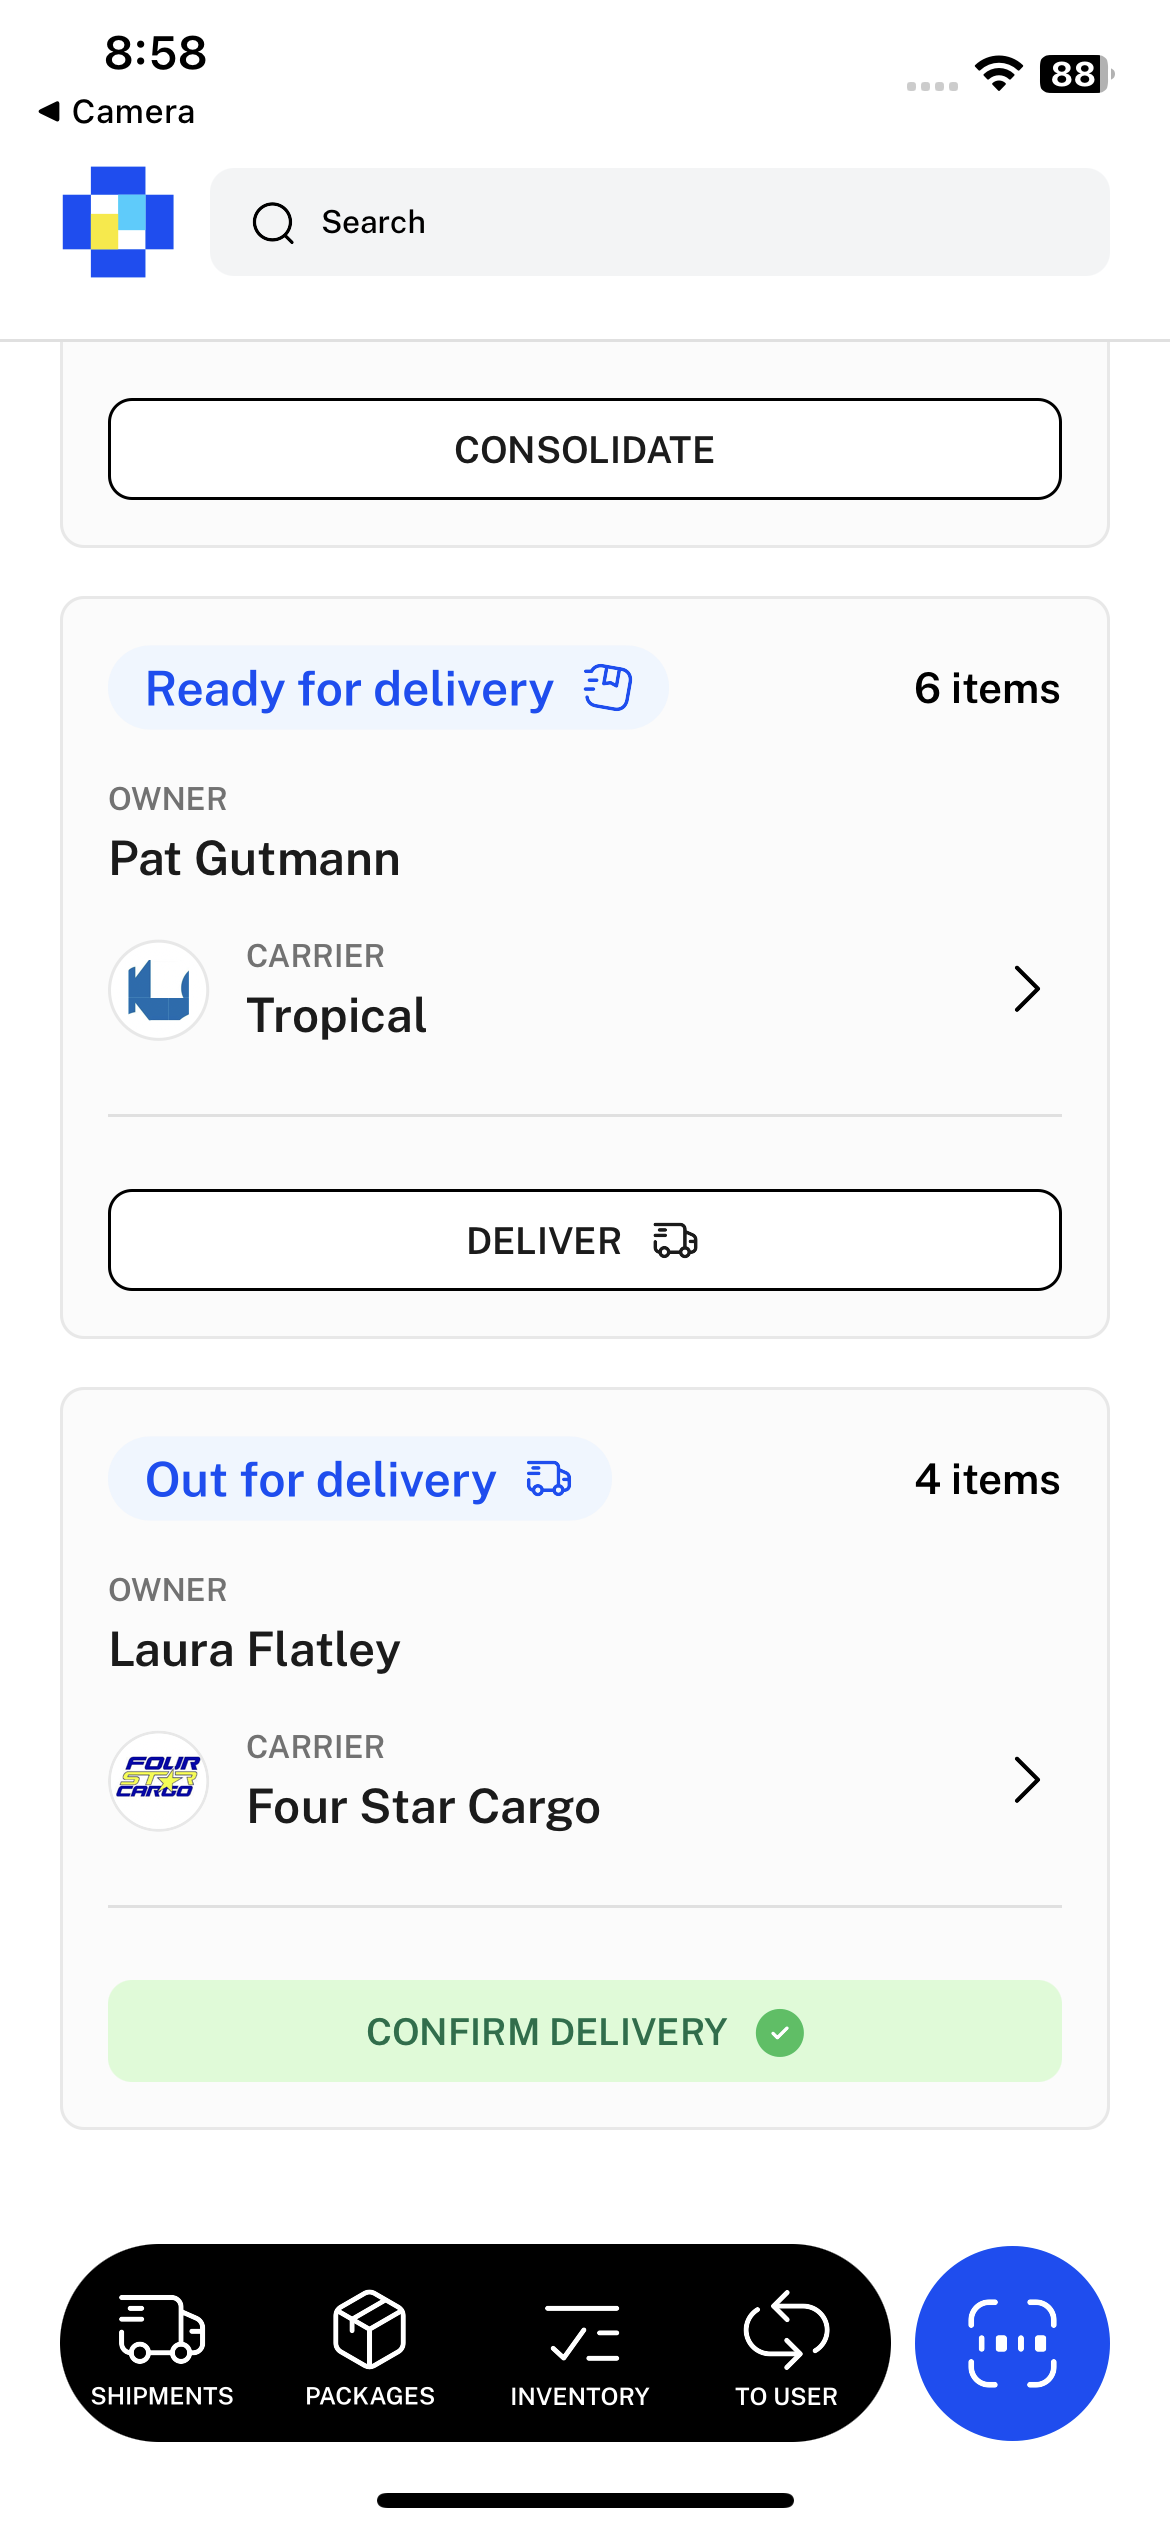 8:58
88
◀ Camera
Search
CONSOLIDATE
Ready for delivery
6 items
OWNER
Pat Gutmann
CARRIER
Tropical
DELIVER
Out for delivery
4 items
OWNER
Laura Flatley
FOUR
STAR
CARGO
CARRIER
Four Star Cargo
CONFIRM DELIVERY
SHIPMENTS
PACKAGES
INVENTORY
TO USER